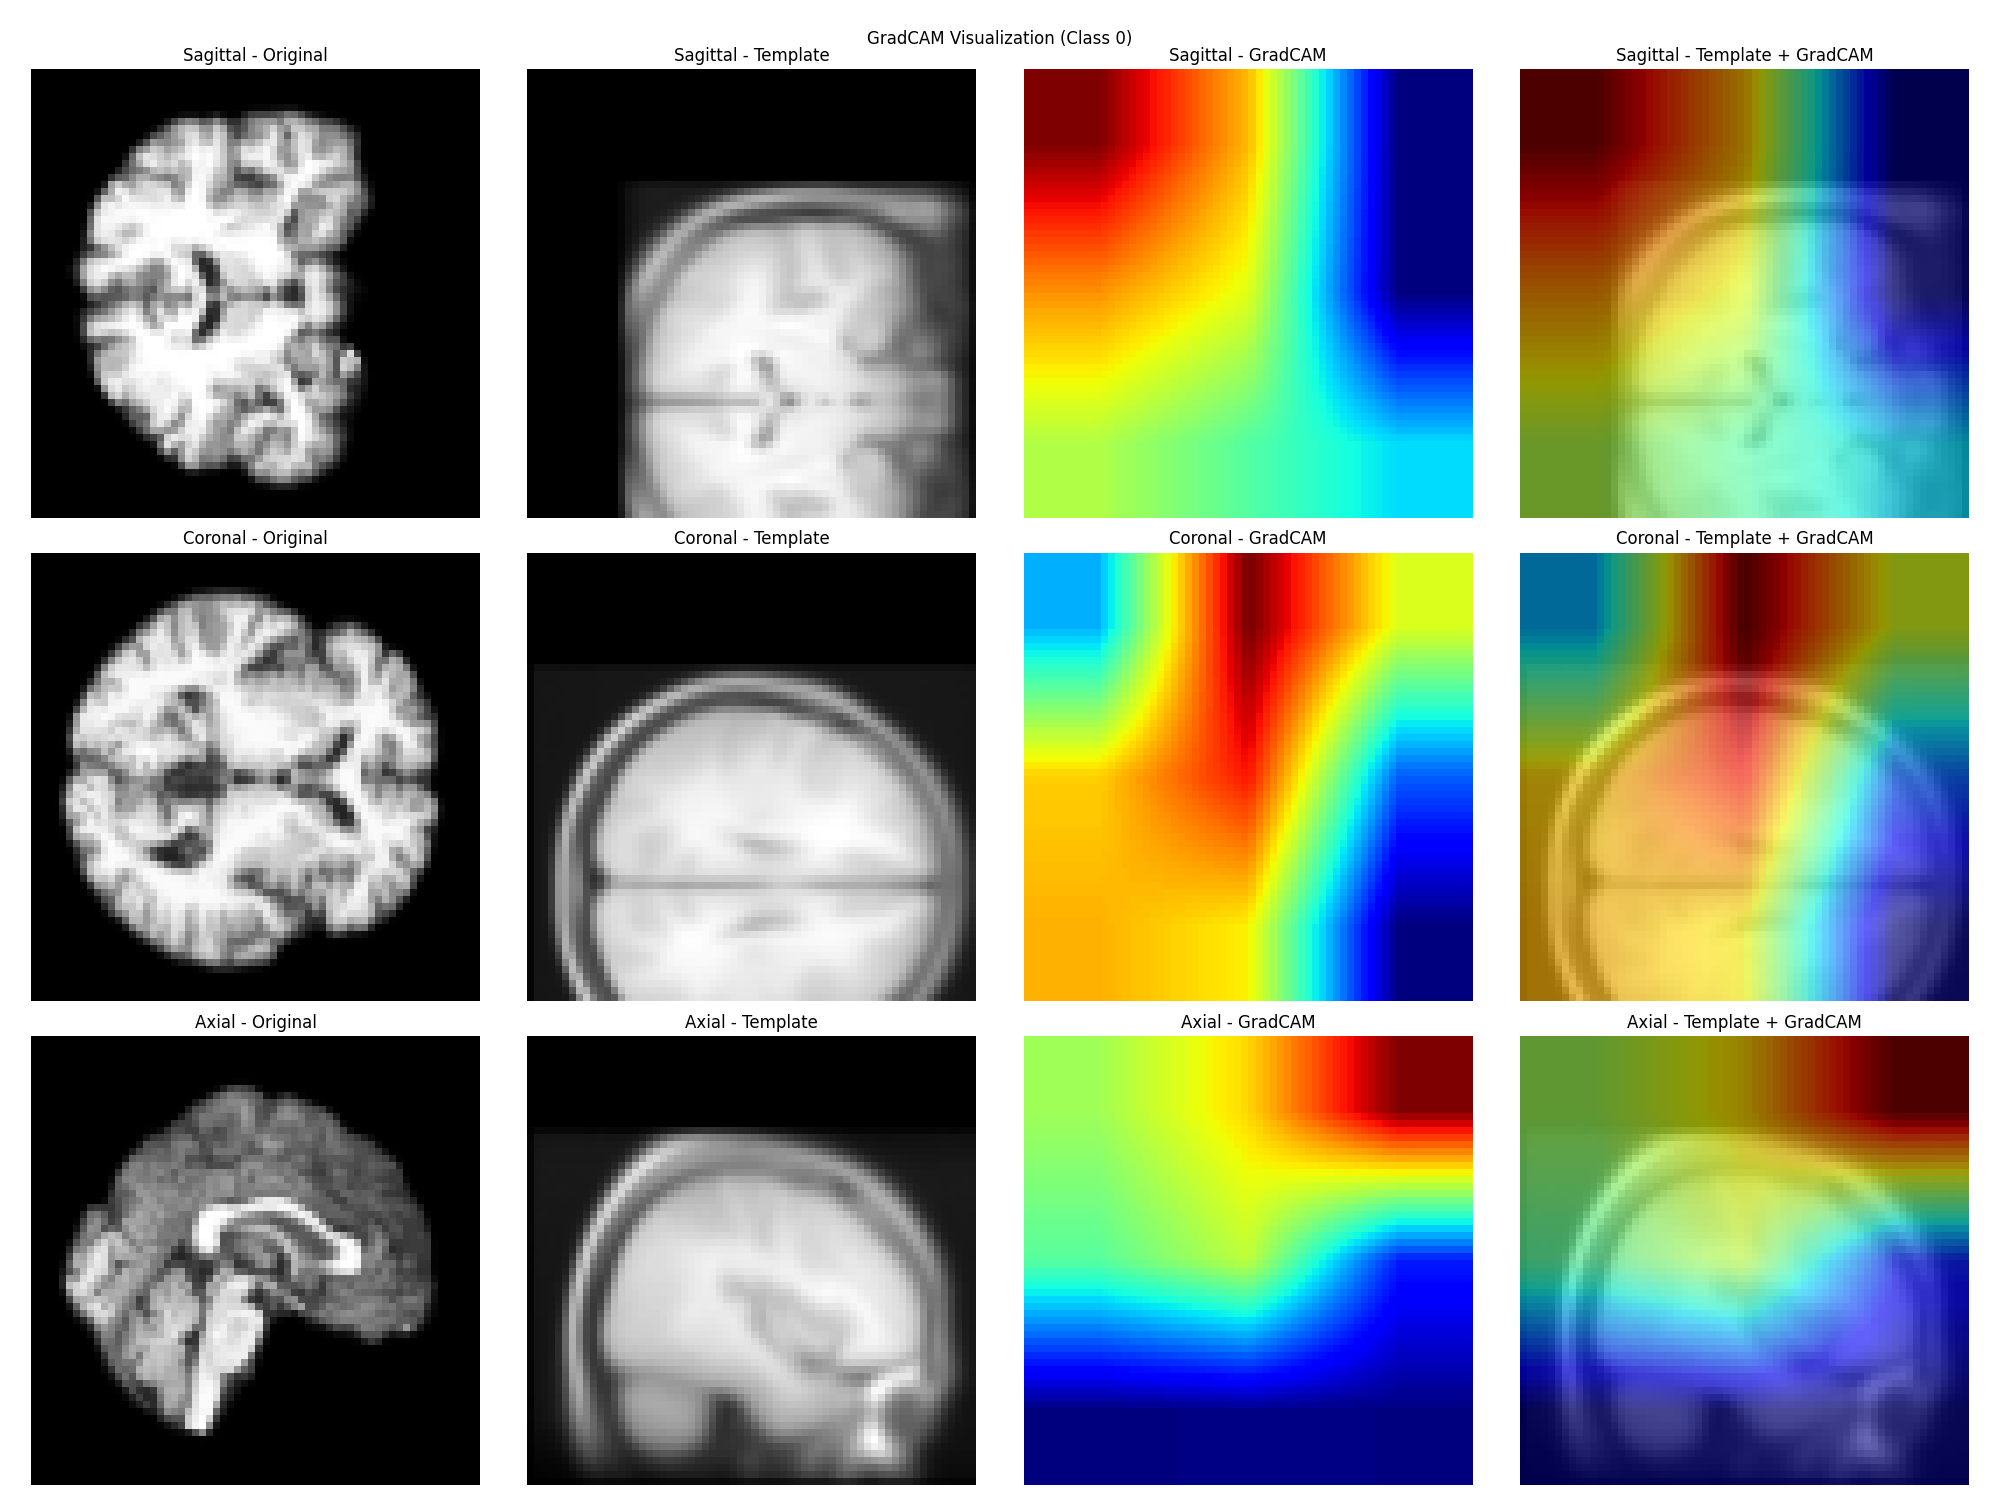 GradCAM Visualization (Class 0)
Sagittal - Original
Sagittal - Template
Sagittal - GradCAM
Sagittal - Template + GradCAM
Coronal - Original
Coronal - Template
Coronal - GradCAM
Coronal - Template + GradCAM
Axial - Original
Axial - Template
Axial - GradCAM
Axial - Template + GradCAM